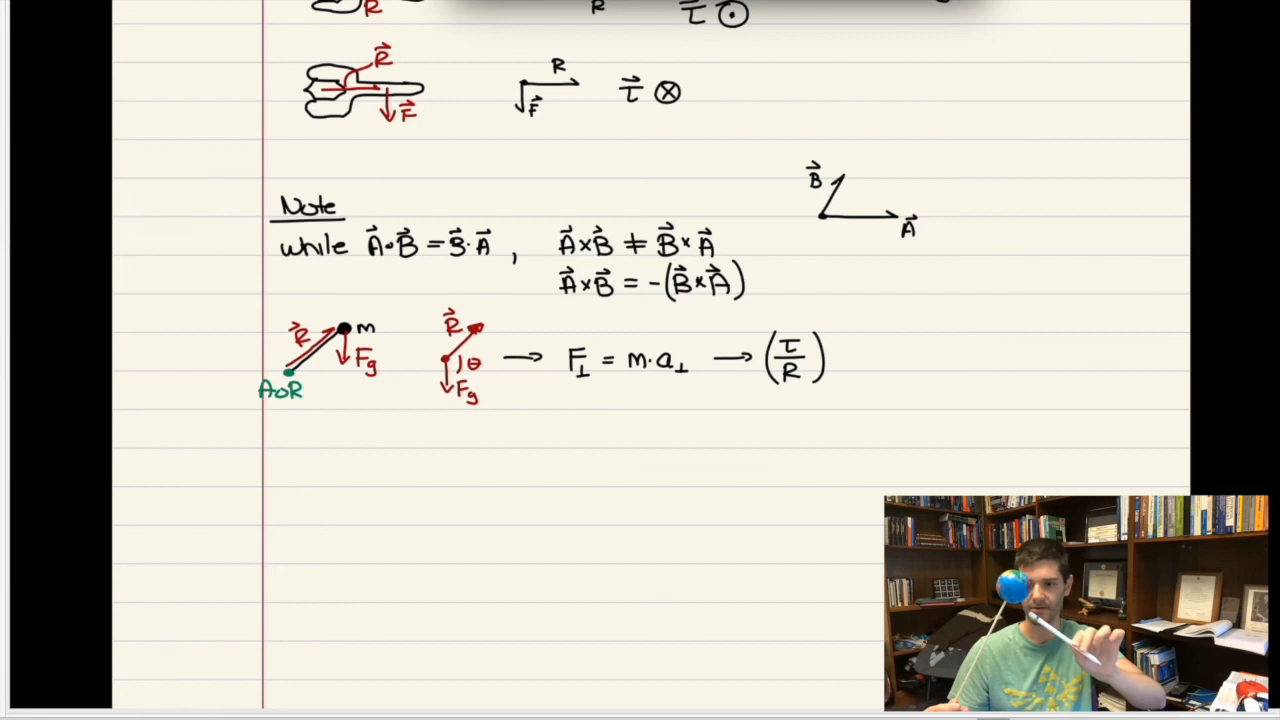 R R τ⃗ ⊙
R⃗ R
F⃗ F⃗ τ⃗ ⊗
B⃗ A⃗
Note
while A⃗·B⃗ = B⃗·A⃗ , A⃗×B⃗ ≠ B⃗×A⃗
A⃗×B⃗ = -(B⃗×A⃗)
R⃗ m Fg AoR
R⃗ θ Fg → F⊥ = m·a⊥ → (τ/R)